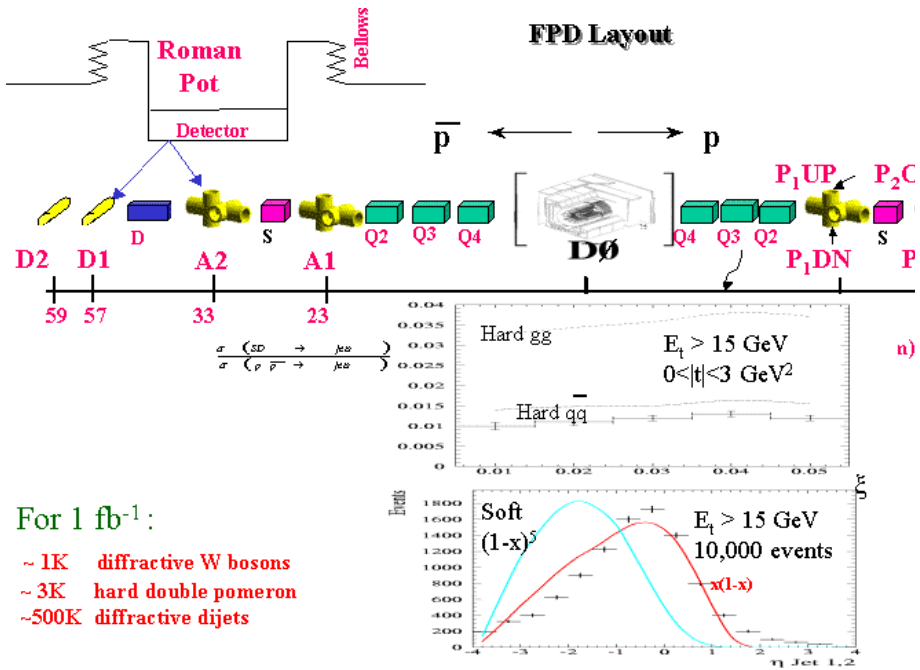 FPD Layout
Roman
Pot
Bellows
Detector
p̅
p
P₁UP
P₂O
D
S
Q2
Q3
Q4
DØ
Q4
Q3
Q2
S
D2
D1
A2
A1
P₁DN
P
59
57
33
23
σ (SD → jets)
σ (p p̅ → jets)
n)
0.04
0.035
0.03
0.025
0.02
0.015
0.01
0.005
0
Hard gg
Eₜ > 15 GeV
0<|t|<3 GeV²
Hard qq̅
0.01 0.02 0.03 0.04 0.05
ξ
Events
1800
1600
1400
1200
1000
800
600
400
200
0
Soft
(1-x)⁵
Eₜ > 15 GeV
10,000 events
x(1-x)
-4 -3 -2 -1 0 1 2 3 4
η Jet 1,2
For 1 fb⁻¹ :
~ 1K diffractive W bosons
~ 3K hard double pomeron
~500K diffractive dijets